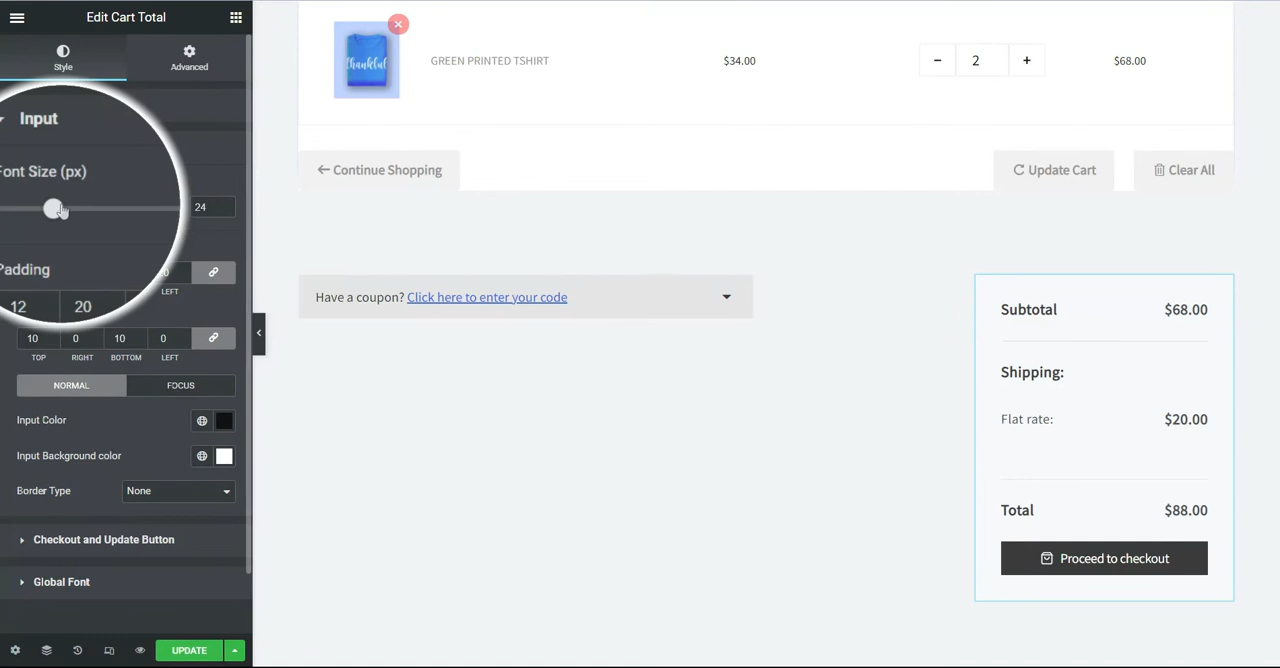 Edit Cart Total
Style
Advanced
Input
Font Size (px)
24
Padding
12 20
LEFT
10 0 10 0
TOP RIGHT BOTTOM LEFT
NORMAL FOCUS
Input Color
Input Background color
Border Type None
Checkout and Update Button
Global Font
UPDATE
thankful
GREEN PRINTED TSHIRT $34.00 - 2 + $68.00
Continue Shopping
Update Cart
Clear All
Have a coupon? Click here to enter your code
Subtotal $68.00
Shipping:
Flat rate: $20.00
Total $88.00
Proceed to checkout